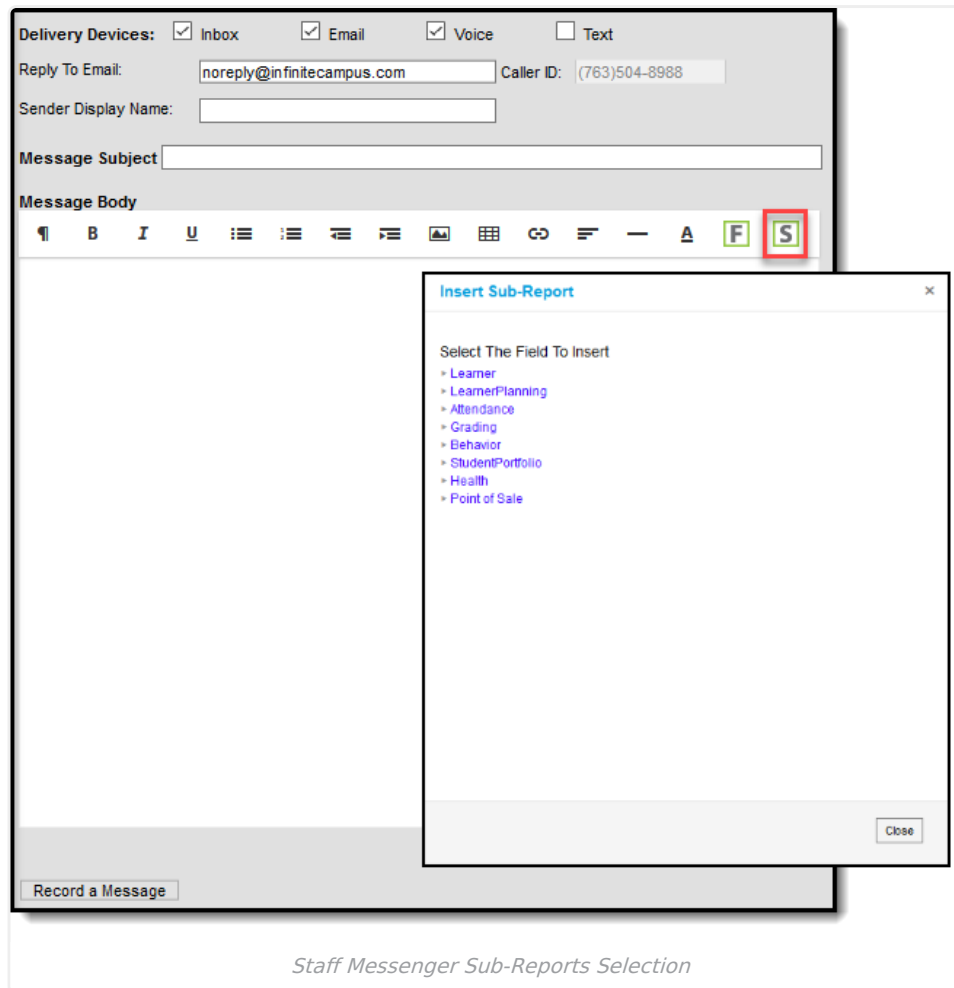 Delivery Devices: Inbox Email Voice Text
Reply To Email: noreply@infinitecampus.com Caller ID: (763)504-8988
Sender Display Name:
Message Subject
Message Body
¶ B I U A F S
Insert Sub-Report ×
Select The Field To Insert
Learner
LearnerPlanning
Attendance
Grading
Behavior
StudentPortfolio
Health
Point of Sale
Close
Record a Message
Staff Messenger Sub-Reports Selection